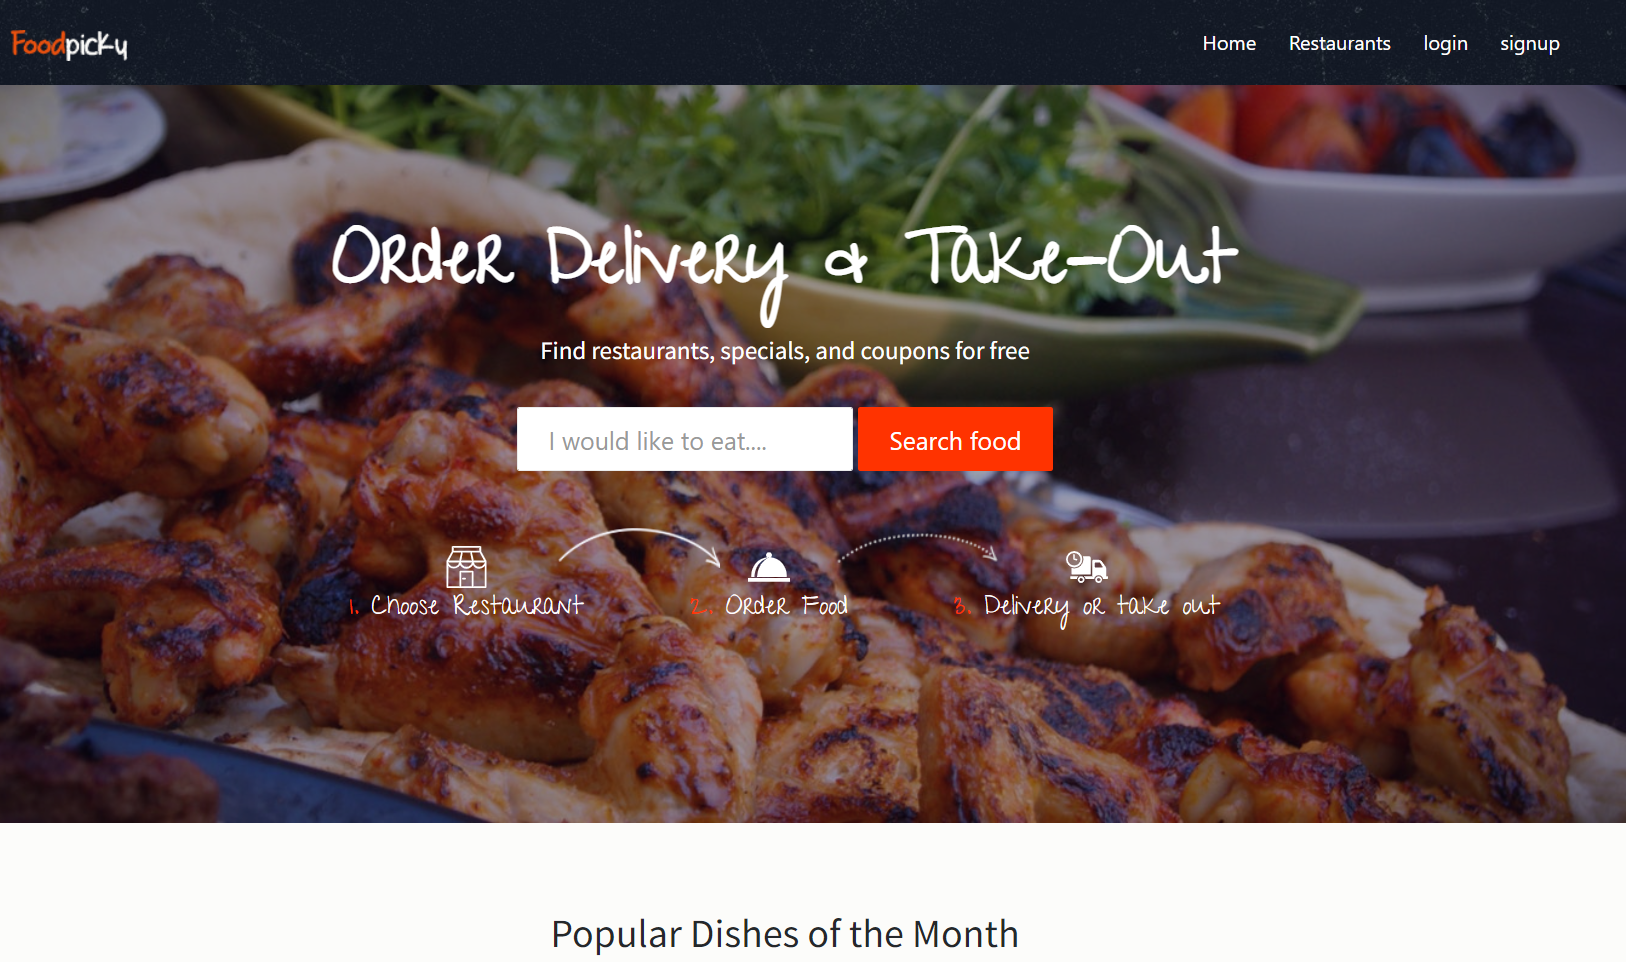 Foodpicky
Home Restaurants login signup
Order Delivery & Take-Out
Find restaurants, specials, and coupons for free
I would like to eat.... Search food
1. Choose Restaurant 2. Order Food 3. Delivery or take out
Popular Dishes of the Month